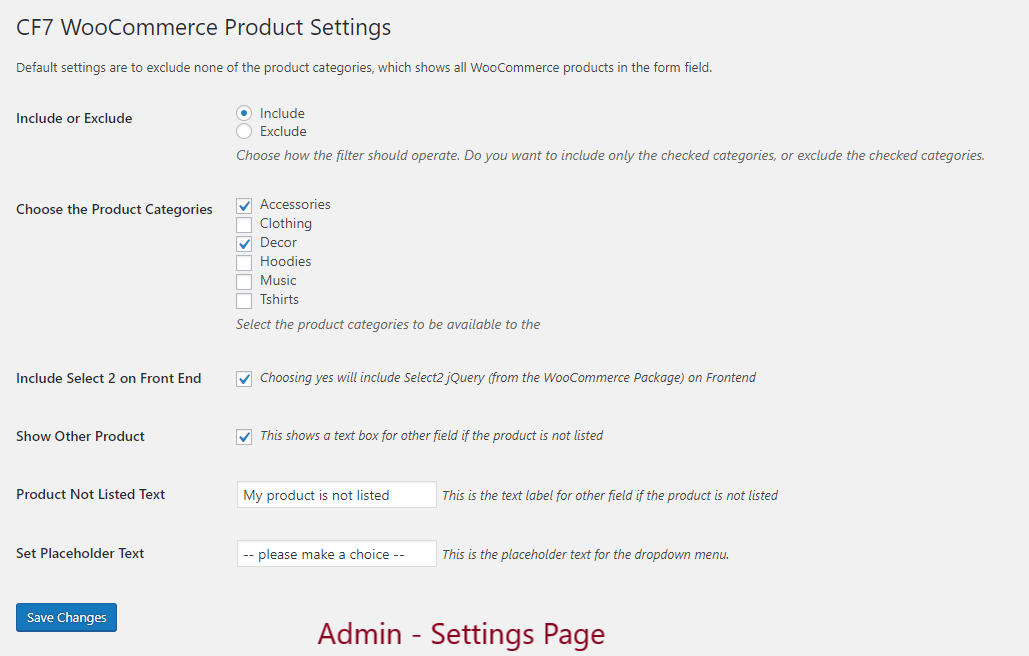 CF7 WooCommerce Product Settings
Default settings are to exclude none of the product categories, which shows all WooCommerce products in the form field.
Include or Exclude
Include
Exclude
Choose how the filter should operate. Do you want to include only the checked categories, or exclude the checked categories.
Choose the Product Categories
Accessories
Clothing
Decor
Hoodies
Music
Tshirts
Select the product categories to be available to the
Include Select 2 on Front End
Choosing yes will include Select2 jQuery (from the WooCommerce Package) on Frontend
Show Other Product
This shows a text box for other field if the product is not listed
Product Not Listed Text
My product is not listed
This is the text label for other field if the product is not listed
Set Placeholder Text
-- please make a choice --
This is the placeholder text for the dropdown menu.
Save Changes
Admin - Settings Page